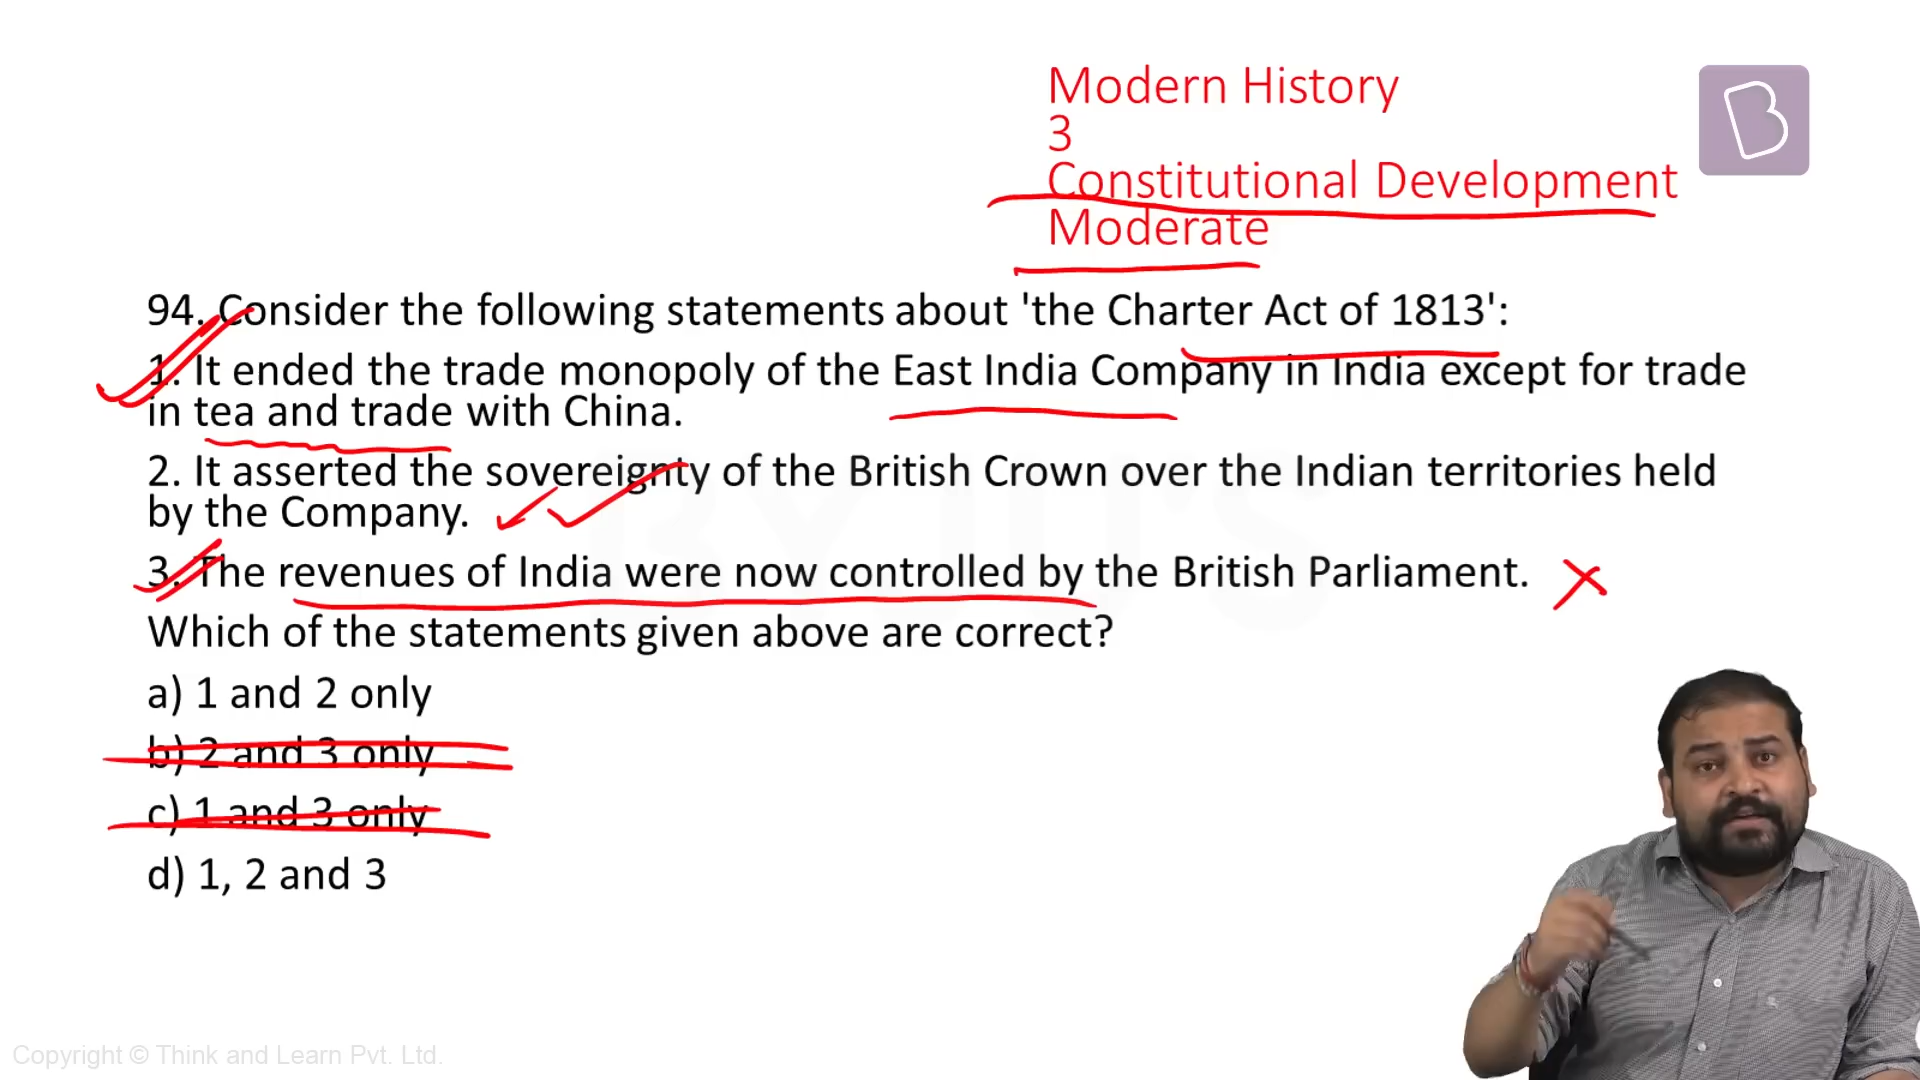 Modern History
3
Constitutional Development
Moderate
94. Consider the following statements about 'the Charter Act of 1813':
1. It ended the trade monopoly of the East India Company in India except for trade
in tea and trade with China.
2. It asserted the sovereignty of the British Crown over the Indian territories held
by the Company.
3. The revenues of India were now controlled by the British Parliament.
Which of the statements given above are correct?
a) 1 and 2 only
b) 2 and 3 only
c) 1 and 3 only
d) 1, 2 and 3
BYJU'S
Copyright © Think and Learn Pvt. Ltd.